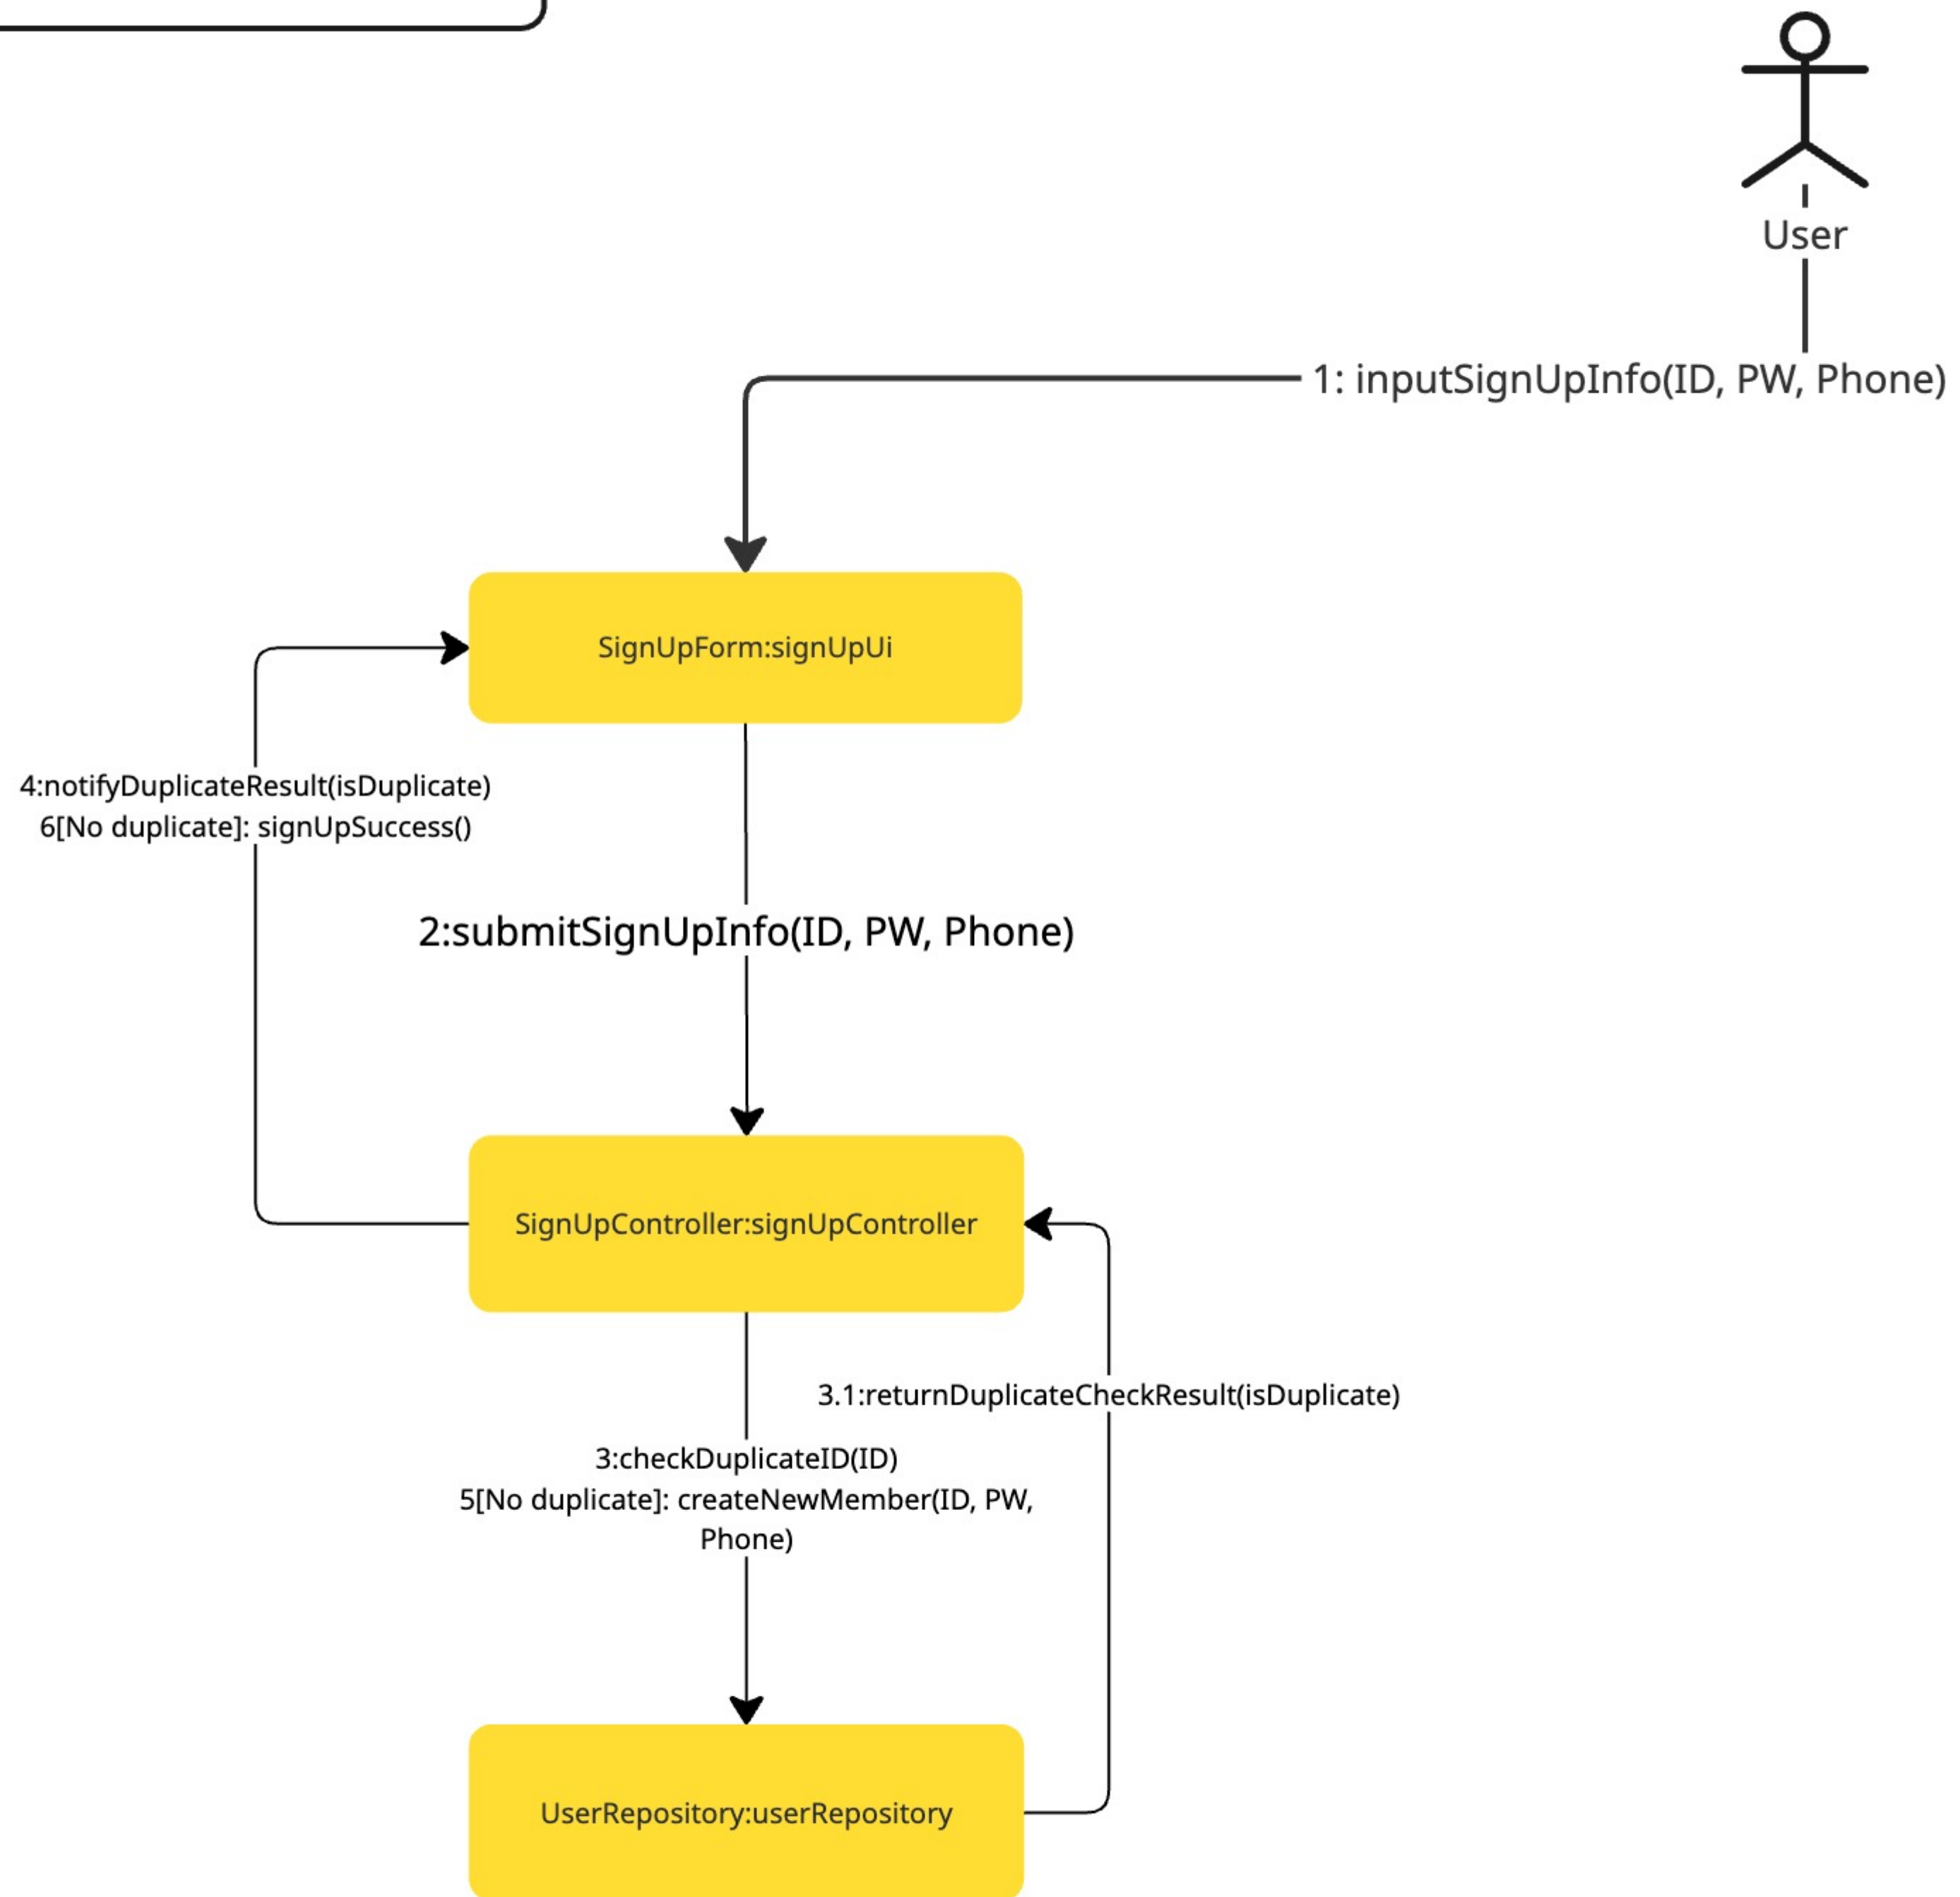 User
1: inputSignUpInfo(ID, PW, Phone)
SignUpForm:signUpUi
4:notifyDuplicateResult(isDuplicate)
6[No duplicate]: signUpSuccess()
2:submitSignUpInfo(ID, PW, Phone)
SignUpController:signUpController
3.1:returnDuplicateCheckResult(isDuplicate)
3:checkDuplicateID(ID)
5[No duplicate]: createNewMember(ID, PW,
Phone)
UserRepository:userRepository